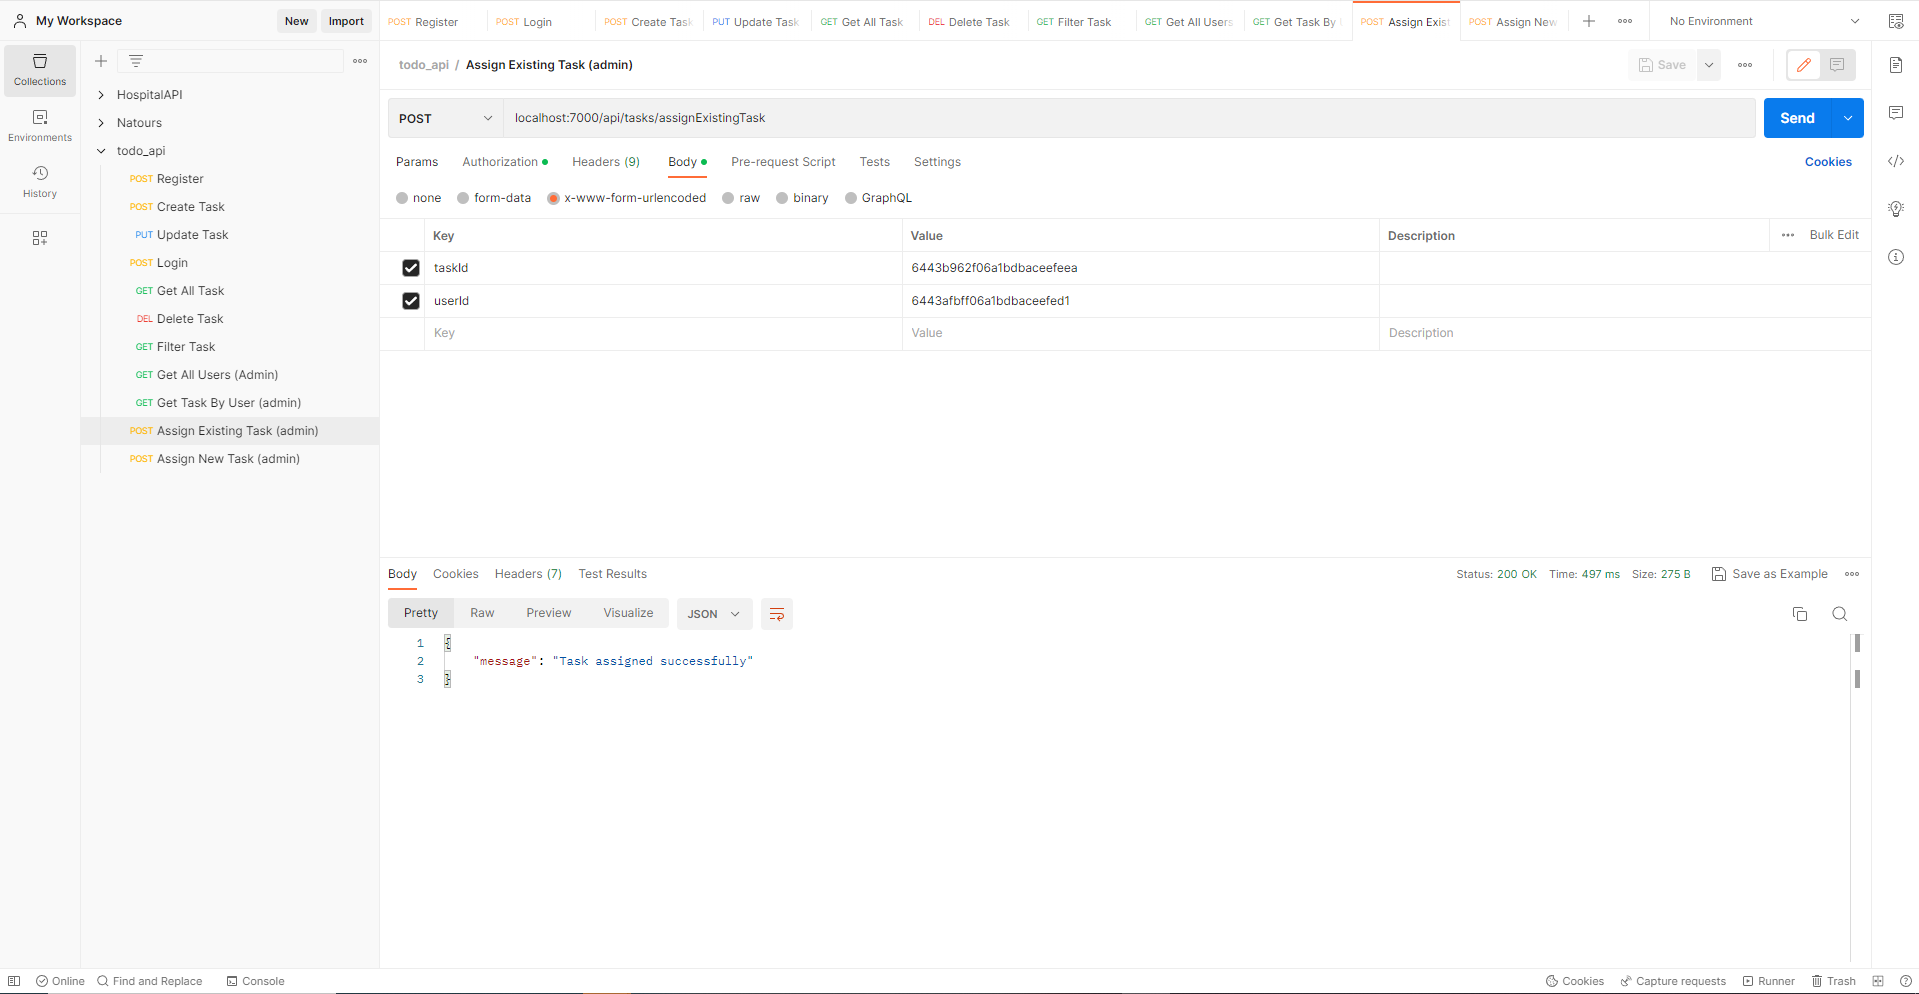 My Workspace
New
Import
POST Register
POST Login
POST Create Task
PUT Update Task
GET Get All Task
DEL Delete Task
GET Filter Task
GET Get All Users
GET Get Task By
POST Assign Exis
POST Assign New
No Environment
Collections
Environments
History
HospitalAPI
Natours
todo_api
POST Register
POST Create Task
PUT Update Task
POST Login
GET Get All Task
DEL Delete Task
GET Filter Task
GET Get All Users (Admin)
GET Get Task By User (admin)
POST Assign Existing Task (admin)
POST Assign New Task (admin)
todo_api / Assign Existing Task (admin)
Save
POST
localhost:7000/api/tasks/assignExistingTask
Send
Params
Authorization
Headers (9)
Body
Pre-request Script
Tests
Settings
Cookies
none
form-data
x-www-form-urlencoded
raw
binary
GraphQL
Key
Value
Description
Bulk Edit
taskId
6443b962f06a1bdbaceefeea
userId
6443afbff06a1bdbaceefed1
Key
Value
Description
Body
Cookies
Headers (7)
Test Results
Status: 200 OK
Time: 497 ms
Size: 275 B
Save as Example
Pretty
Raw
Preview
Visualize
JSON
1 {
2 "message": "Task assigned successfully"
3 }
Online
Find and Replace
Console
Cookies
Capture requests
Runner
Trash